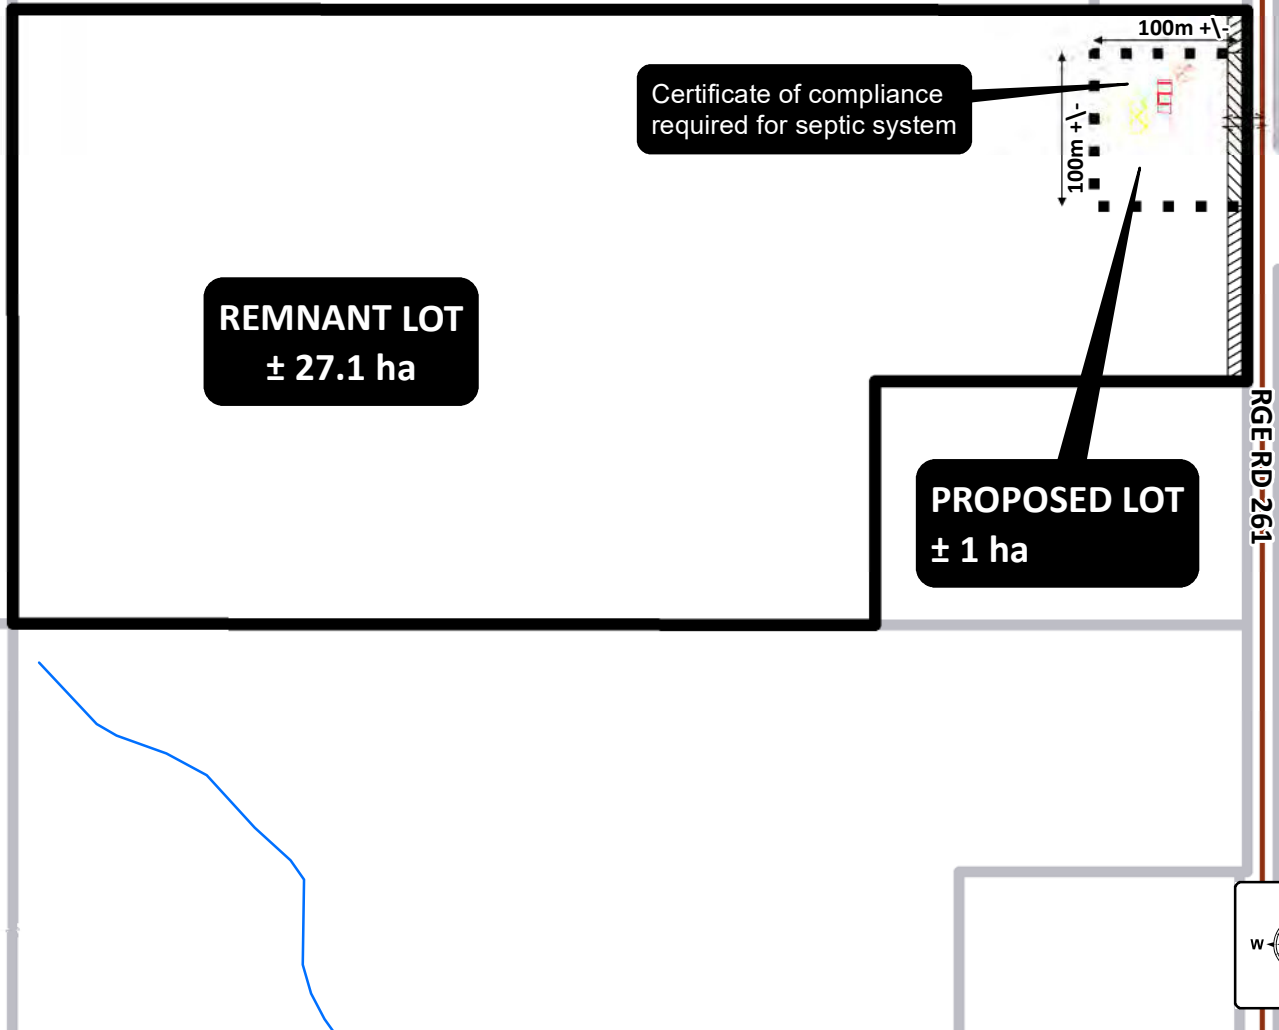 100m +\-
Certificate of compliance
required for septic system
100m +\-
REMNANT LOT
± 27.1 ha
RGE RD 261
PROPOSED LOT
± 1 ha
W